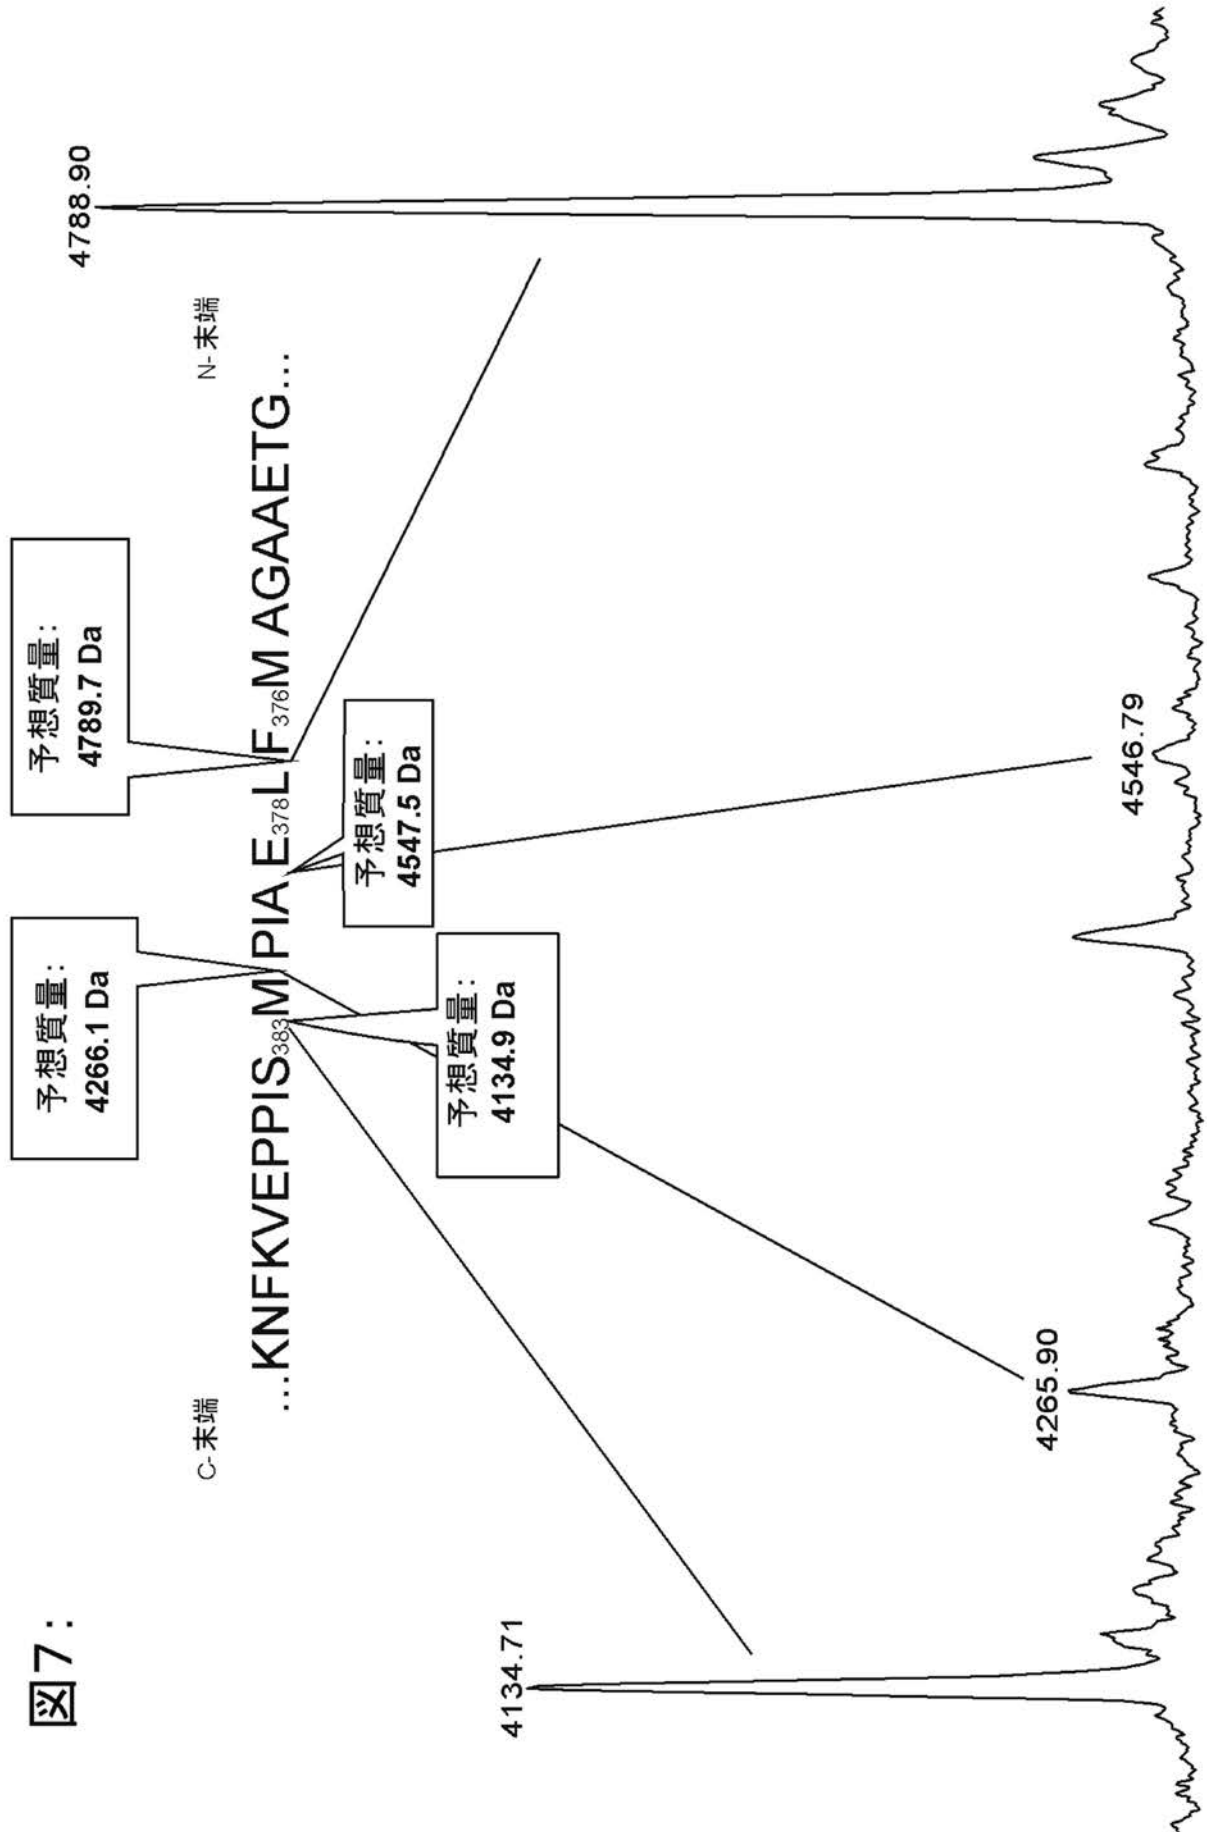 図7:
C-末端
N-末端
予想質量:
4266.1 Da
予想質量:
4789.7 Da
...KNFKVEPPIS383M PIA E378L F376M AGAAETG...
予想質量:
4134.9 Da
予想質量:
4547.5 Da
4134.71
4265.90
4546.79
4788.90